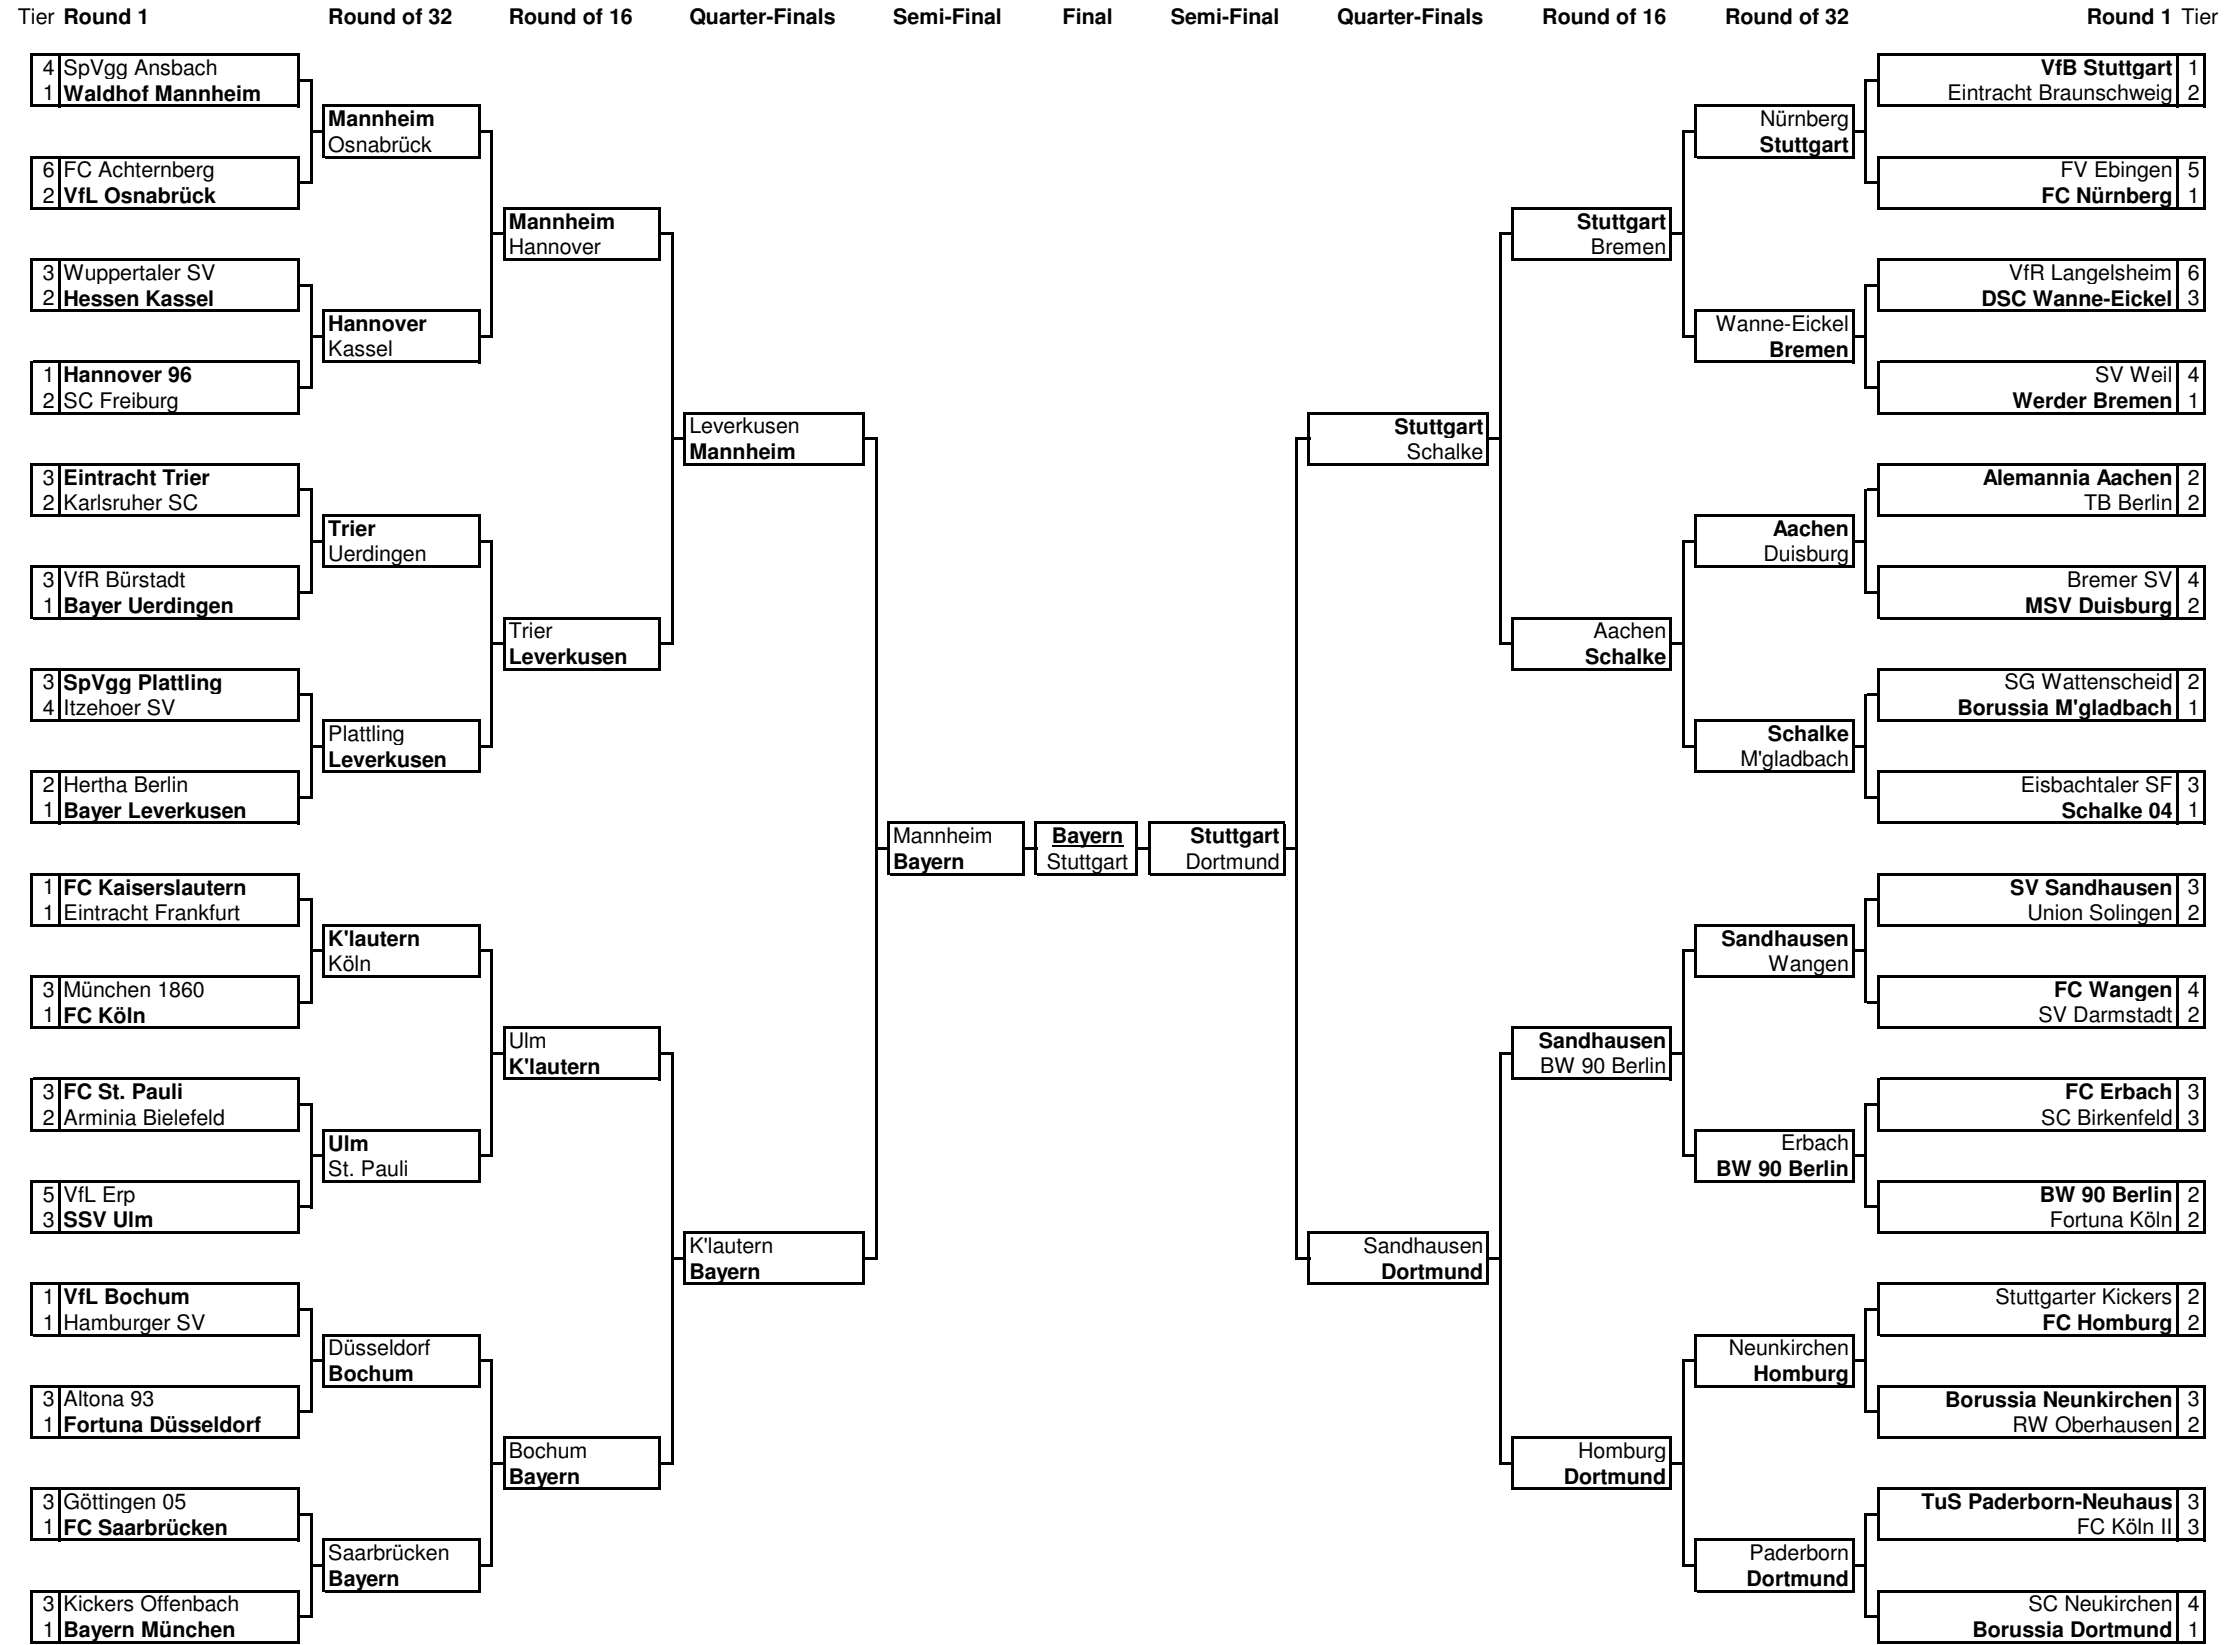 Tier Round 1 Round of 32 Round of 16 Quarter-Finals Semi-Final Final Semi-Final Quarter-Finals Round of 16 Round of 32 Round 1 Tier
4 SpVgg Ansbach
1 Waldhof Mannheim
6 FC Achternberg
2 VfL Osnabrück
3 Wuppertaler SV
2 Hessen Kassel
1 Hannover 96
2 SC Freiburg
3 Eintracht Trier
2 Karlsruher SC
3 VfR Bürstadt
1 Bayer Uerdingen
3 SpVgg Plattling
4 Itzehoer SV
2 Hertha Berlin
1 Bayer Leverkusen
1 FC Kaiserslautern
1 Eintracht Frankfurt
3 München 1860
1 FC Köln
3 FC St. Pauli
2 Arminia Bielefeld
5 VfL Erp
3 SSV Ulm
1 VfL Bochum
1 Hamburger SV
3 Altona 93
1 Fortuna Düsseldorf
3 Göttingen 05
1 FC Saarbrücken
3 Kickers Offenbach
1 Bayern München
Mannheim
Osnabrück
Hannover
Kassel
Trier
Uerdingen
Plattling
Leverkusen
K'lautern
Köln
Ulm
St. Pauli
Düsseldorf
Bochum
Saarbrücken
Bayern
Mannheim
Hannover
Trier
Leverkusen
Ulm
K'lautern
Bochum
Bayern
Leverkusen
Mannheim
K'lautern
Bayern
Mannheim
Bayern
Bayern
Stuttgart
Stuttgart
Dortmund
Stuttgart
Schalke
Sandhausen
Dortmund
Stuttgart
Bremen
Aachen
Schalke
Sandhausen
BW 90 Berlin
Homburg
Dortmund
Nürnberg
Stuttgart
Wanne-Eickel
Bremen
Aachen
Duisburg
Schalke
M'gladbach
Sandhausen
Wangen
Erbach
BW 90 Berlin
Neunkirchen
Homburg
Paderborn
Dortmund
VfB Stuttgart 1
Eintracht Braunschweig 2
FV Ebingen 5
FC Nürnberg 1
VfR Langelsheim 6
DSC Wanne-Eickel 3
SV Weil 4
Werder Bremen 1
Alemannia Aachen 2
TB Berlin 2
Bremer SV 4
MSV Duisburg 2
SG Wattenscheid 2
Borussia M'gladbach 1
Eisbachtaler SF 3
Schalke 04 1
SV Sandhausen 3
Union Solingen 2
FC Wangen 4
SV Darmstadt 2
FC Erbach 3
SC Birkenfeld 3
BW 90 Berlin 2
Fortuna Köln 2
Stuttgarter Kickers 2
FC Homburg 2
Borussia Neunkirchen 3
RW Oberhausen 2
TuS Paderborn-Neuhaus 3
FC Köln II 3
SC Neukirchen 4
Borussia Dortmund 1